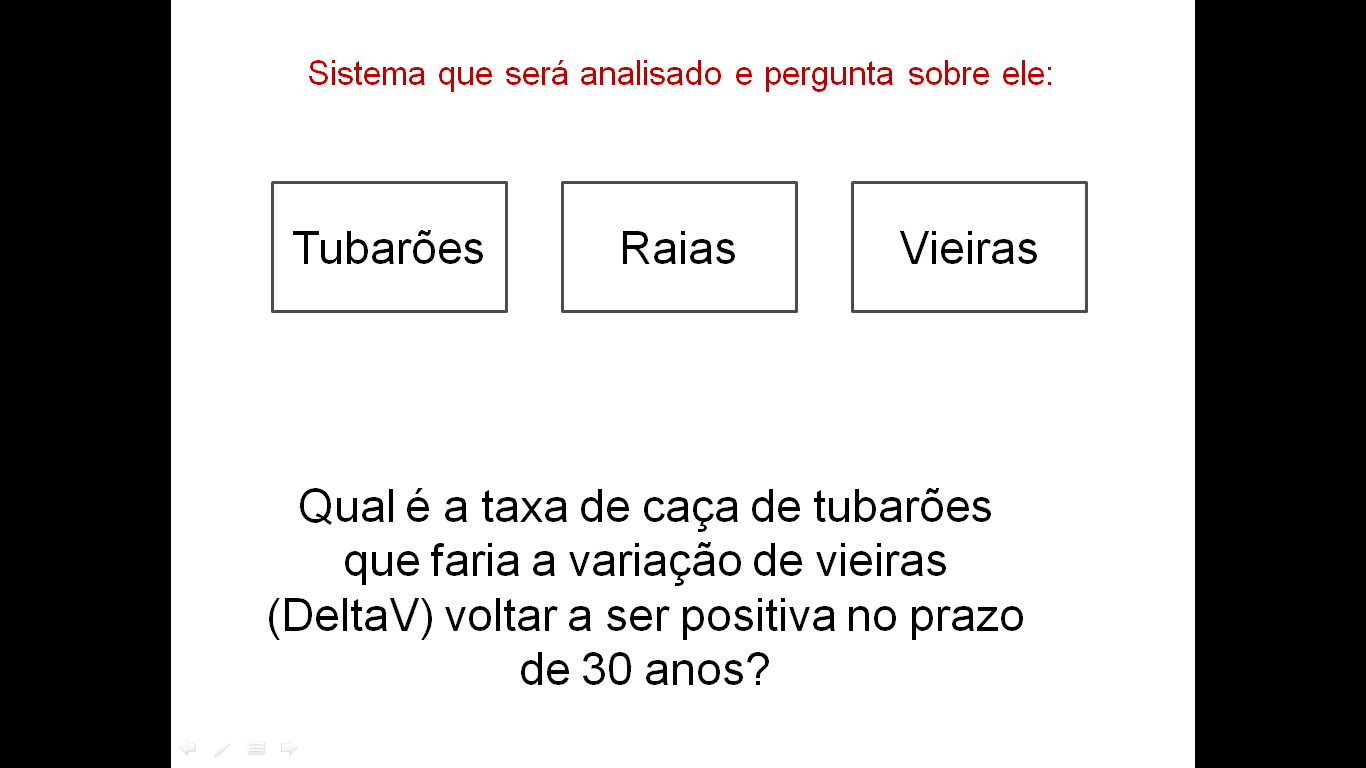 Sistema que será analisado e pergunta sobre ele:
Tubarões
Raias
Vieiras
Qual é a taxa de caça de tubarões
que faria a variação de vieiras
(DeltaV) voltar a ser positiva no prazo
de 30 anos?